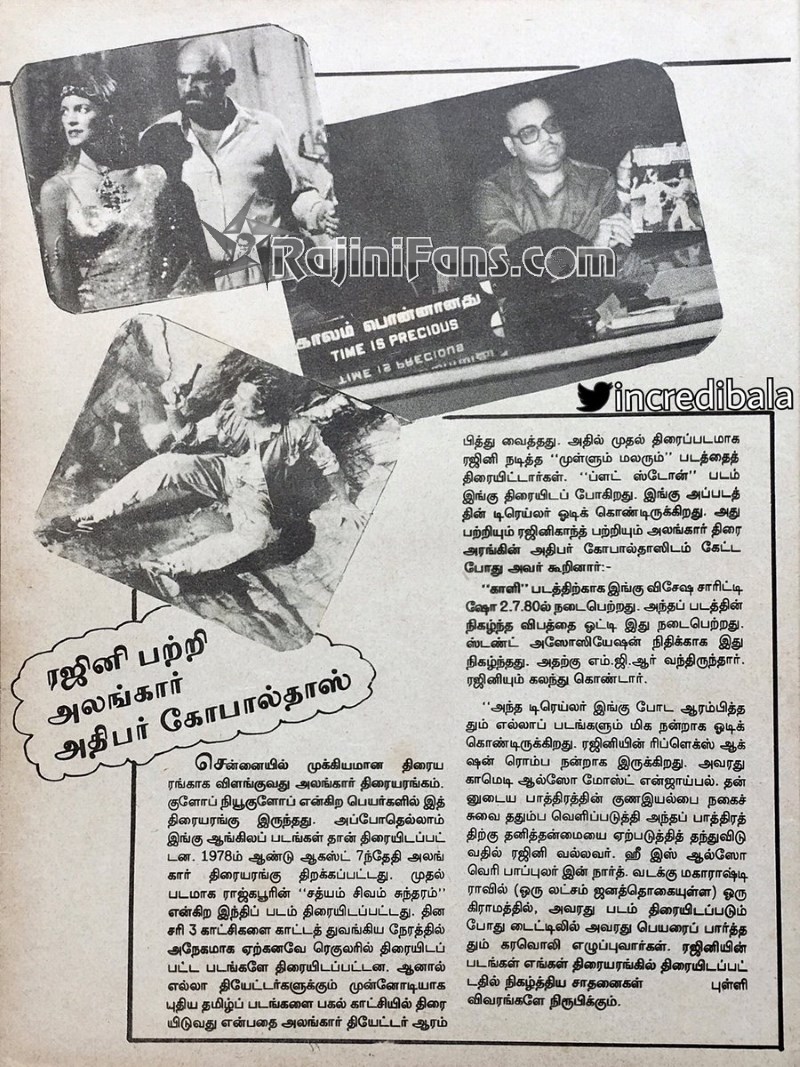 RajiniFans.com
காலம் பொன்னானது
TIME IS PRECIOUS
TIME IS PRECIOUS
incredibala
ரஜினி பற்றி
அலங்கார்
அதிபர் கோபால்தாஸ்
சென்னையில் முக்கியமான திரைய
ரங்காக விளங்குவது அலங்கார் திரையரங்கம்.
குளோப் நியூகுளோப் என்கிற பெயர்களில் இத்
திரையரங்கு இருந்தது. அப்போதெல்லாம்
இங்கு ஆங்கிலப் படங்கள் தான் திரையிடப்பட்
டன. 1978ம் ஆண்டு ஆகஸ்ட் 7ந்தேதி அலங்
கார் திரையரங்கு திறக்கப்பட்டது. முதல்
படமாக ராஜ்கபூரின் "சத்யம் சிவம் சுந்தரம்"
என்கிற இந்திப் படம் திரையிடப்பட்டது. தின
சரி 3 காட்சிகளை காட்டத் துவங்கிய நேரத்தில்
அநேகமாக ஏற்கனவே ரெகுலரில் திரையிடப்
பட்ட படங்களே திரையிடப்பட்டன. ஆனால்
எல்லா தியேட்டர்களுக்கும் முன்னோடியாக
புதிய தமிழ்ப் படங்களை பகல் காட்சியில் திரை
யிடுவது என்பதை அலங்கார் தியேட்டர் ஆரம்
பித்து வைத்தது. அதில் முதல் திரைப்படமாக
ரஜினி நடித்த "முள்ளும் மலரும்" படத்தைத்
திரையிட்டார்கள். "ப்ளட் ஸ்டோன்" படம்
இங்கு திரையிடப் போகிறது. இங்கு அப்படத்
தின் டிரெய்லர் ஓடிக் கொண்டிருக்கிறது. அது
பற்றியும் ரஜினிகாந்த் பற்றியும் அலங்கார் திரை
அரங்கின் அதிபர் கோபால்தாஸிடம் கேட்ட
போது அவர் கூறினார்:-
"காளி" படத்திற்காக இங்கு விசேஷ சாரிட்டி
ஷோ 2.7.80ல் நடைபெற்றது. அந்தப் படத்தின்
நிகழ்ந்த விபத்தை ஒட்டி இது நடைபெற்றது.
ஸ்டண்ட் அஸோஸியேஷன் நிதிக்காக இது
நிகழ்ந்தது. அதற்கு எம்.ஜி.ஆர் வந்திருந்தார்.
ரஜினியும் கலந்து கொண்டார்.
"அந்த டிரெய்லர் இங்கு போட ஆரம்பித்த
தும் எல்லாப் படங்களும் மிக நன்றாக ஓடிக்
கொண்டிருக்கிறது. ரஜினியின் ரிப்ளெக்ஸ் ஆக்
ஷன் ரொம்ப நன்றாக இருக்கிறது. அவரது
காமெடி ஆல்ஸோ மோஸ்ட் என்ஜாய்பல். தன்
னுடைய பாத்திரத்தின் குணஇயல்பை நகைச்
சுவை ததும்ப வெளிப்படுத்தி அந்தப் பாத்திரத்
திற்கு தனித்தன்மையை ஏற்படுத்தித் தந்துவிடு
வதில் ரஜினி வல்லவர். ஹீ இஸ் ஆல்ஸோ
வெரி பாப்புலர் இன் நார்த். வடக்கு மகாராஷ்டி
ராவில் (ஒரு லட்சம் ஜனத்தொகையுள்ள) ஒரு
கிராமத்தில், அவரது படம் திரையிடப்படும்
போது டைட்டிலில் அவரது பெயரைப் பார்த்த
தும் கரவொலி எழுப்புவார்கள். ரஜினியின்
படங்கள் எங்கள் திரையரங்கில் திரையிடப்பட்
டதில் நிகழ்த்திய சாதனைகள் புள்ளி
விவரங்களே நிரூபிக்கும்.